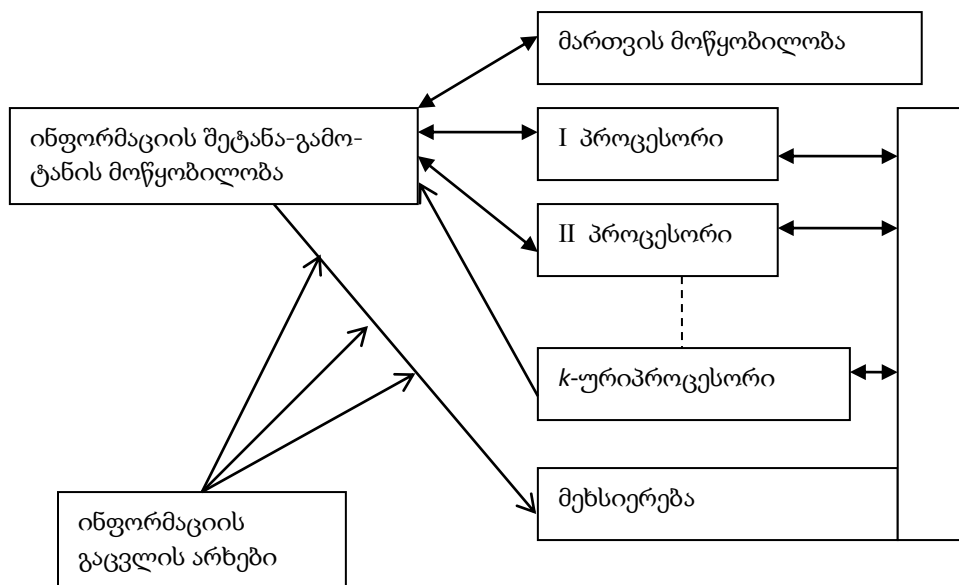 მართვის მოწყობილობა
ინფორმაციის შეტანა-გამო-
ტანის მოწყობილობა
I პროცესორი
II პროცესორი
k-ურიპროცესორი
მეხსიერება
ინფორმაციის
გაცვლის არხები